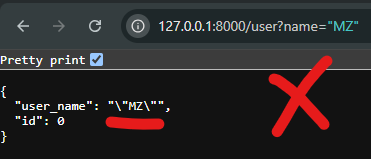 127.0.0.1:8000/user?name="MZ"
Pretty print
{
"user_name": "\"MZ\"",
"id": 0
}